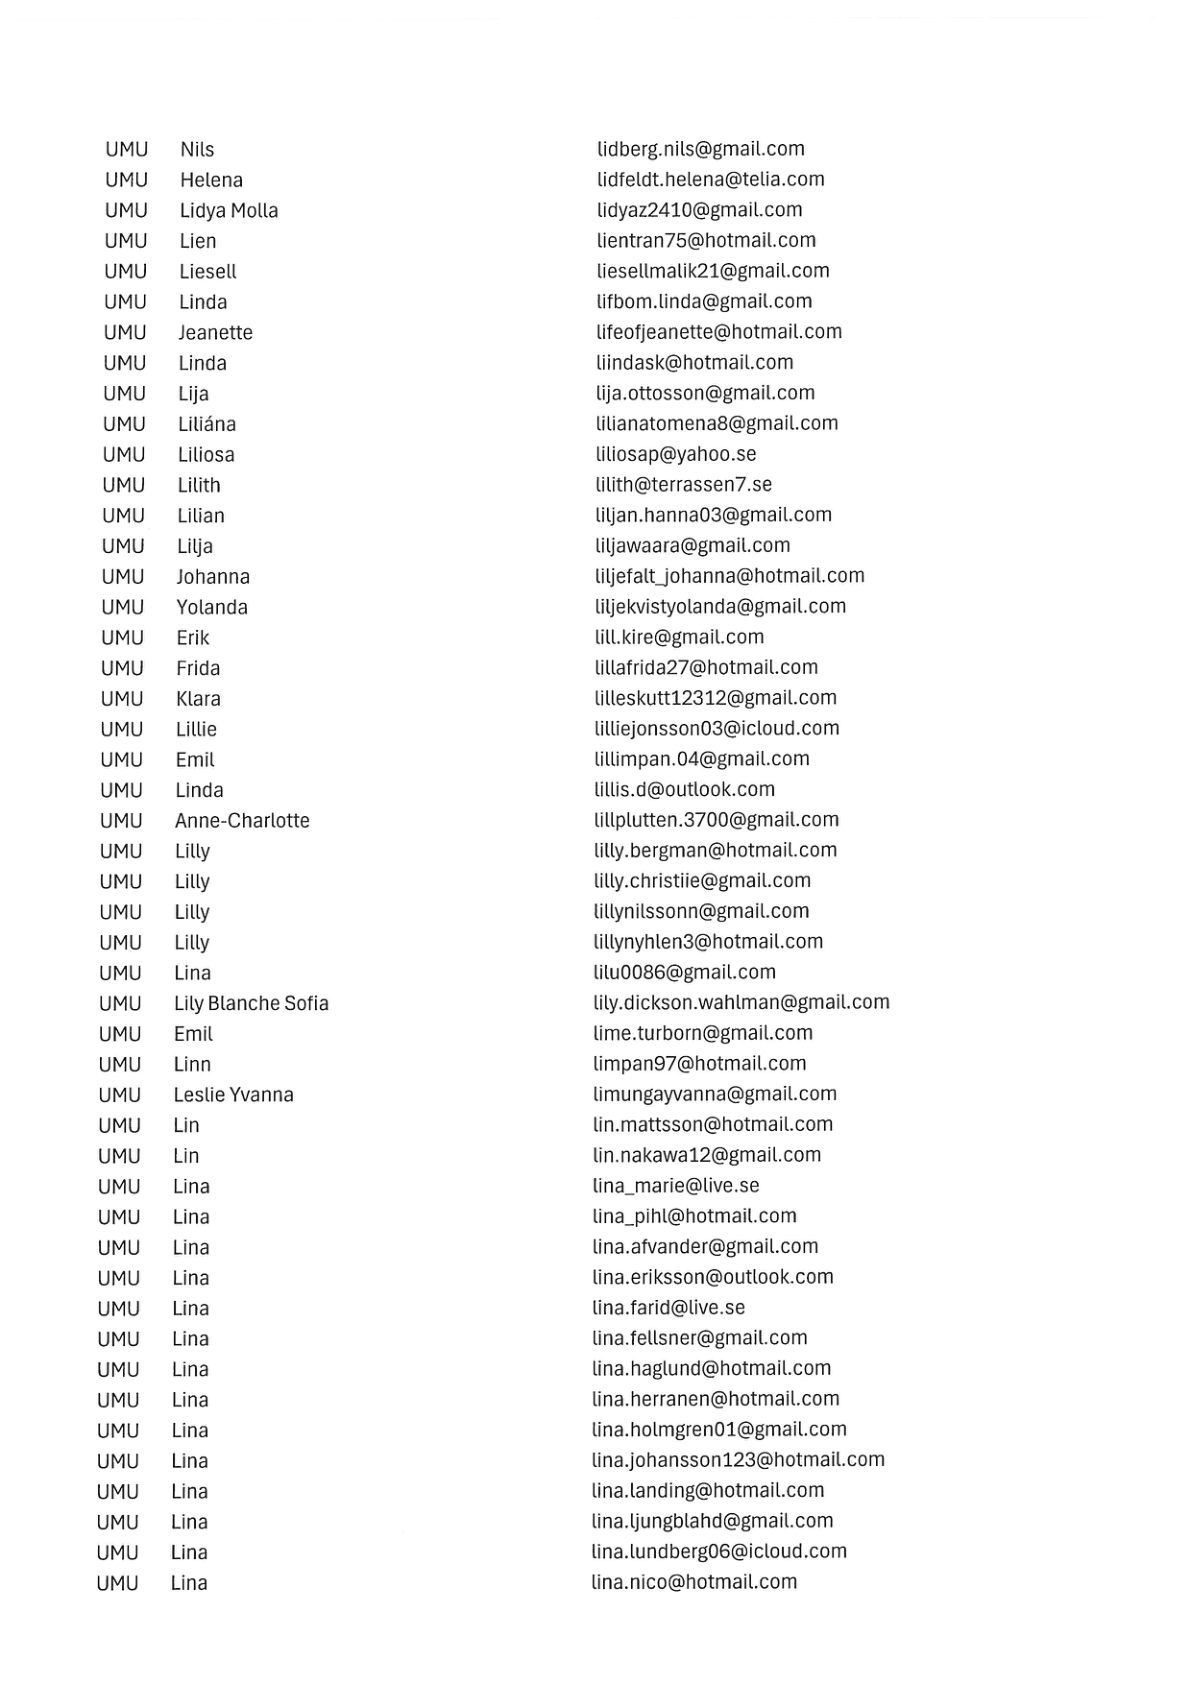 UMU Nils lidberg.nils@gmail.com
UMU Helena lidfeldt.helena@telia.com
UMU Lidya Molla lidyaz2410@gmail.com
UMU Lien lientran75@hotmail.com
UMU Liesell liesellmalik21@gmail.com
UMU Linda lifbom.linda@gmail.com
UMU Jeanette lifeofjeanette@hotmail.com
UMU Linda liindask@hotmail.com
UMU Lija lija.ottosson@gmail.com
UMU Liliána lilianatomena8@gmail.com
UMU Liliosa liliosap@yahoo.se
UMU Lilith lilith@terrassen7.se
UMU Lilian liljan.hanna03@gmail.com
UMU Lilja liljawaara@gmail.com
UMU Johanna liljefalt_johanna@hotmail.com
UMU Yolanda liljekvistyolanda@gmail.com
UMU Erik lill.kire@gmail.com
UMU Frida lillafrida27@hotmail.com
UMU Klara lilleskutt12312@gmail.com
UMU Lillie lilliejonsson03@icloud.com
UMU Emil lillimpan.04@gmail.com
UMU Linda lillis.d@outlook.com
UMU Anne-Charlotte lillplutten.3700@gmail.com
UMU Lilly lilly.bergman@hotmail.com
UMU Lilly lilly.christiie@gmail.com
UMU Lilly lillynilssonn@gmail.com
UMU Lilly lillynyhlen3@hotmail.com
UMU Lina lilu0086@gmail.com
UMU Lily Blanche Sofia lily.dickson.wahlman@gmail.com
UMU Emil lime.turborn@gmail.com
UMU Linn limpan97@hotmail.com
UMU Leslie Yvanna limungayvanna@gmail.com
UMU Lin lin.mattsson@hotmail.com
UMU Lin lin.nakawa12@gmail.com
UMU Lina lina_marie@live.se
UMU Lina lina_pihl@hotmail.com
UMU Lina lina.afvander@gmail.com
UMU Lina lina.eriksson@outlook.com
UMU Lina lina.farid@live.se
UMU Lina lina.fellsner@gmail.com
UMU Lina lina.haglund@hotmail.com
UMU Lina lina.herranen@hotmail.com
UMU Lina lina.holmgren01@gmail.com
UMU Lina lina.johansson123@hotmail.com
UMU Lina lina.landing@hotmail.com
UMU Lina lina.ljungblahd@gmail.com
UMU Lina lina.lundberg06@icloud.com
UMU Lina lina.nico@hotmail.com